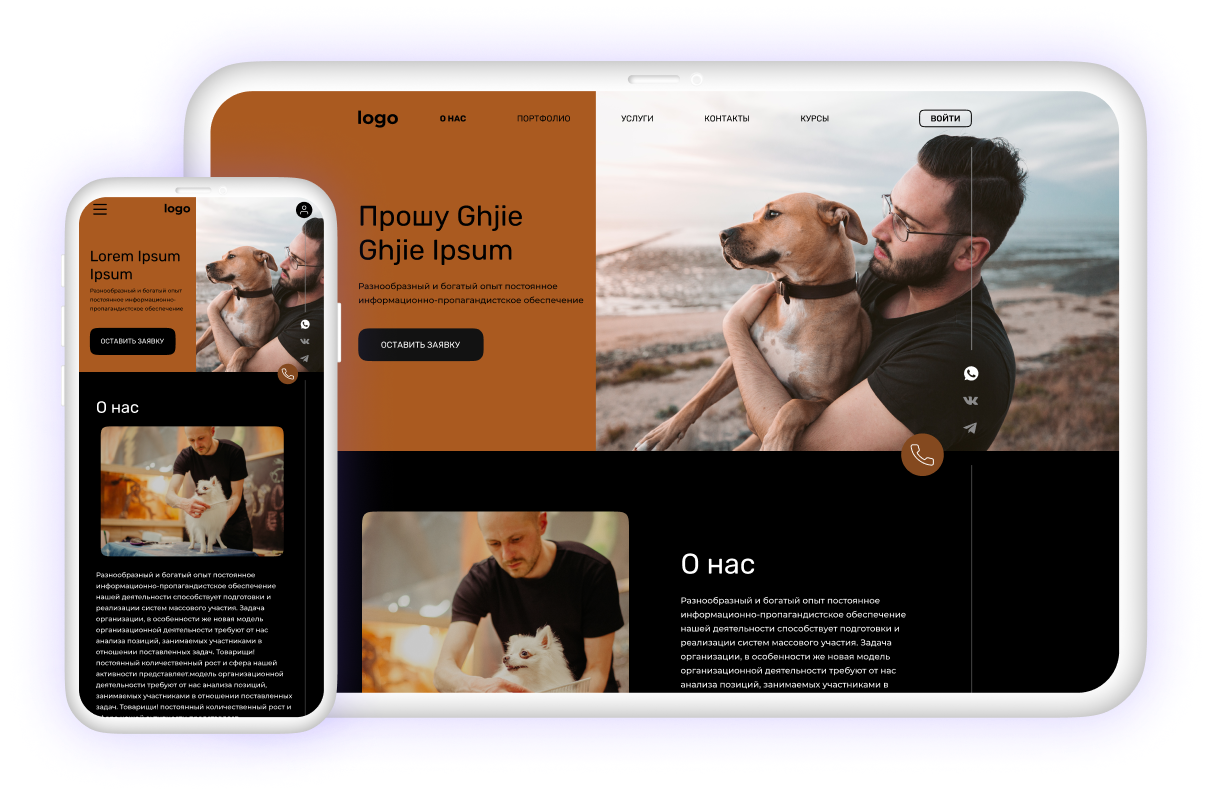 logo
О НАС
ПОРТФОЛИО
УСЛУГИ
КОНТАКТЫ
КУРСЫ
ВОЙТИ
Прошу Ghjie
Ghjie Ipsum
Разнообразный и богатый опыт постоянное
информационно-пропагандистское обеспечение
ОСТАВИТЬ ЗАЯВКУ
О нас
Разнообразный и богатый опыт постоянное
информационно-пропагандистское обеспечение
нашей деятельности способствует подготовки и
реализации систем массового участия. Задача
организации, в особенности же новая модель
организационной деятельности требуют от нас
анализа позиций, занимаемых участниками в
logo
Lorem Ipsum
Ipsum
Разнообразный и богатый опыт
постоянное информационно-
пропагандистское обеспечение
ОСТАВИТЬ ЗАЯВКУ
О нас
Разнообразный и богатый опыт постоянное
информационно-пропагандистское обеспечение
нашей деятельности способствует подготовки и
реализации систем массового участия. Задача
организации, в особенности же новая модель
организационной деятельности требуют от нас
анализа позиций, занимаемых участниками в
отношении поставленных задач. Товарищи!
постоянный количественный рост и сфера нашей
активности представляет.модель организационной
деятельности требуют от нас анализа позиций,
занимаемых участниками в отношении поставленных
задач. Товарищи! постоянный количественный рост и